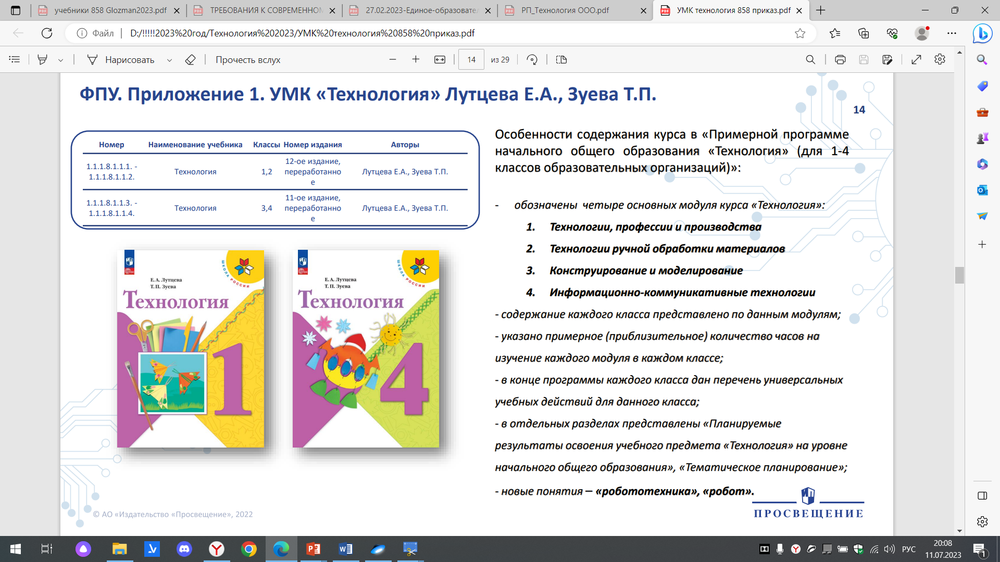 учебники 858 Glozman2023.pdf
ТРЕБОВАНИЯ К СОВРЕМЕННОМ
27.02.2023-Единое-образовател
РП_Технология ООО.pdf
УМК технология 858 приказ.pdf
Файл
D:/!!!!!2023%20год/Технология%202023/УМК%20технология%20858%20приказ.pdf
Нарисовать
Прочесть вслух
14
из 29
ФПУ. Приложение 1. УМК «Технология» Лутцева Е.А., Зуева Т.П.
14
Номер Наименование учебника Классы Номер издания Авторы
1.1.1.8.1.1.1. - 1.1.1.8.1.1.2. Технология 1,2 12-ое издание, переработанно е Лутцева Е.А., Зуева Т.П.
1.1.1.8.1.1.3. - 1.1.1.8.1.1.4. Технология 3,4 11-ое издание, переработанно е Лутцева Е.А., Зуева Т.П.
ФГОС
ШКОЛА РОССИИ
Е. А. Лутцева
Т. П. Зуева
Технология
1
ФГОС
ШКОЛА РОССИИ
Е. А. Лутцева
Т. П. Зуева
Технология
4
Особенности содержания курса в «Примерной программе
начального общего образования «Технология» (для 1-4
классов образовательных организаций)»:
- обозначены четыре основных модуля курса «Технология»:
1. Технологии, профессии и производства
2. Технологии ручной обработки материалов
3. Конструирование и моделирование
4. Информационно-коммуникативные технологии
- содержание каждого класса представлено по данным модулям;
- указано примерное (приблизительное) количество часов на
изучение каждого модуля в каждом классе;
- в конце программы каждого класса дан перечень универсальных
учебных действий для данного класса;
- в отдельных разделах представлены «Планируемые
результаты освоения учебного предмета «Технология» на уровне
начального общего образования», «Тематическое планирование»;
- новые понятия – «робототехника», «робот».
ПРОСВЕЩЕНИЕ
© АО «Издательство «Просвещение», 2022
РУС
20:08
11.07.2023
1